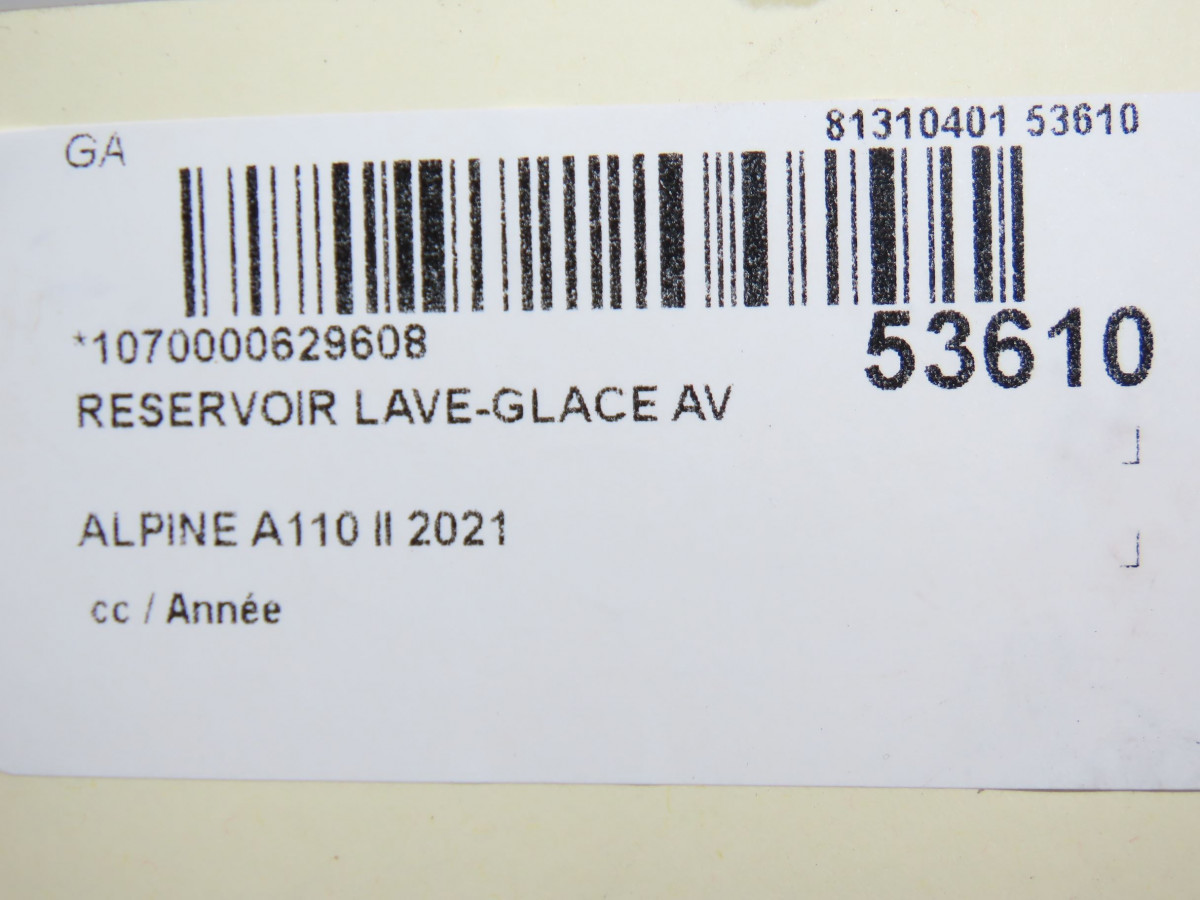 GA
81310401 53610
*1070000629608
53610
RESERVOIR LAVE-GLACE AV
ALPINE A110 II 2021
cc / Année